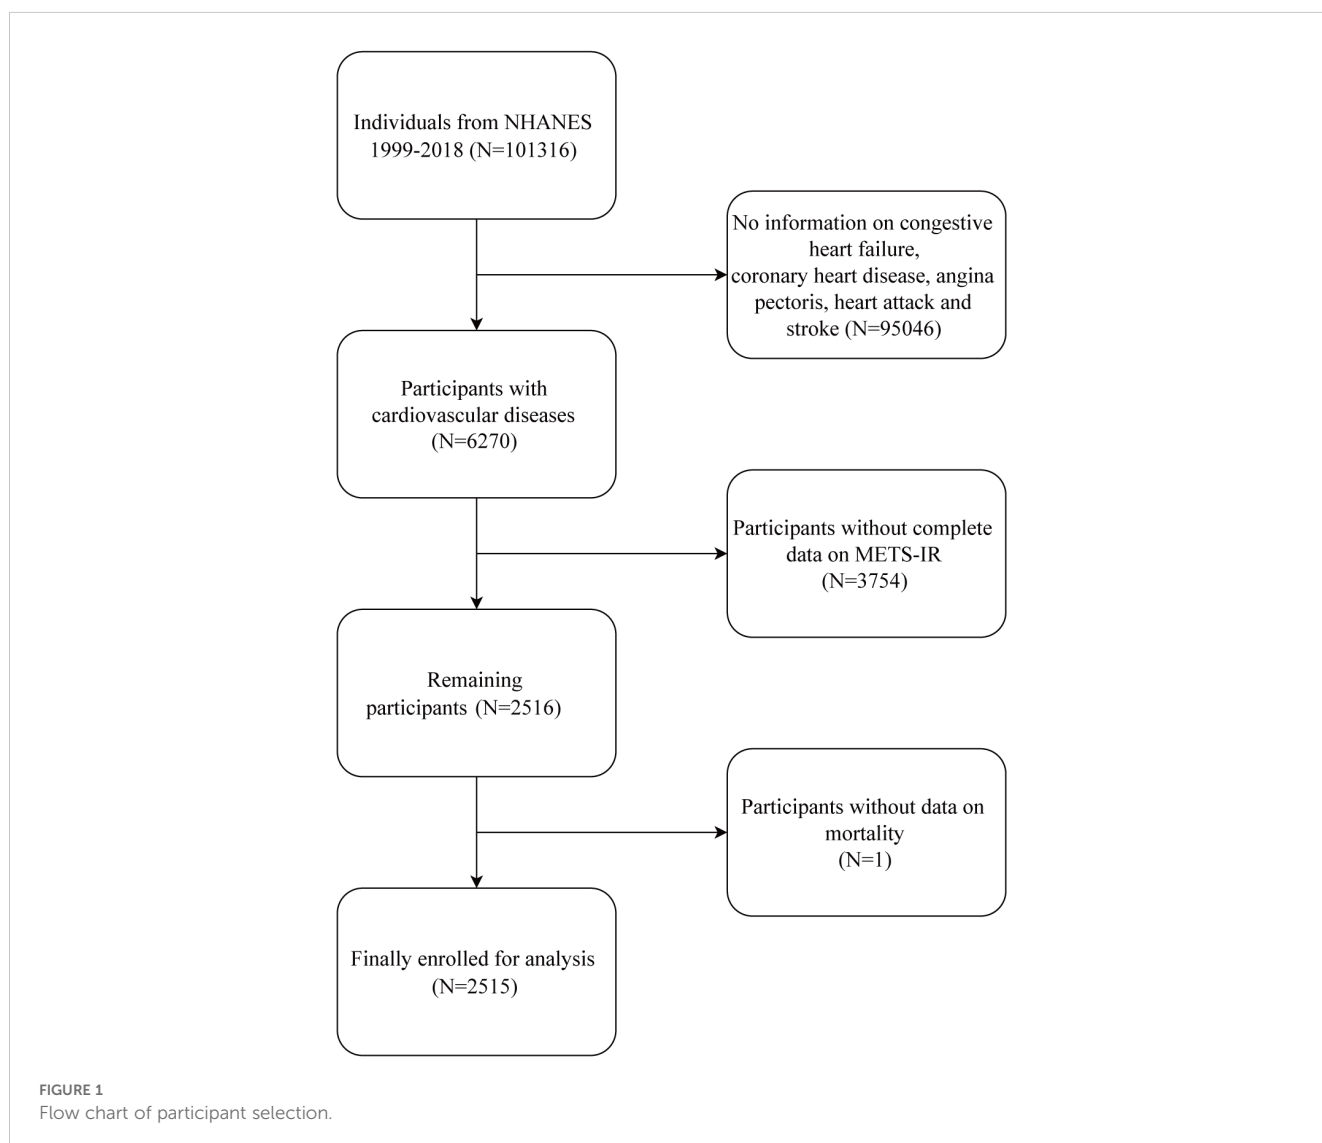 Individuals from NHANES
1999-2018 (N=101316)
No information on congestive
heart failure,
coronary heart disease, angina
pectoris, heart attack and
stroke (N=95046)
Participants with
cardiovascular diseases
(N=6270)
Participants without complete
data on METS-IR
(N=3754)
Remaining
participants (N=2516)
Participants without data on
mortality
(N=1)
Finally enrolled for analysis
(N=2515)
FIGURE 1
Flow chart of participant selection.